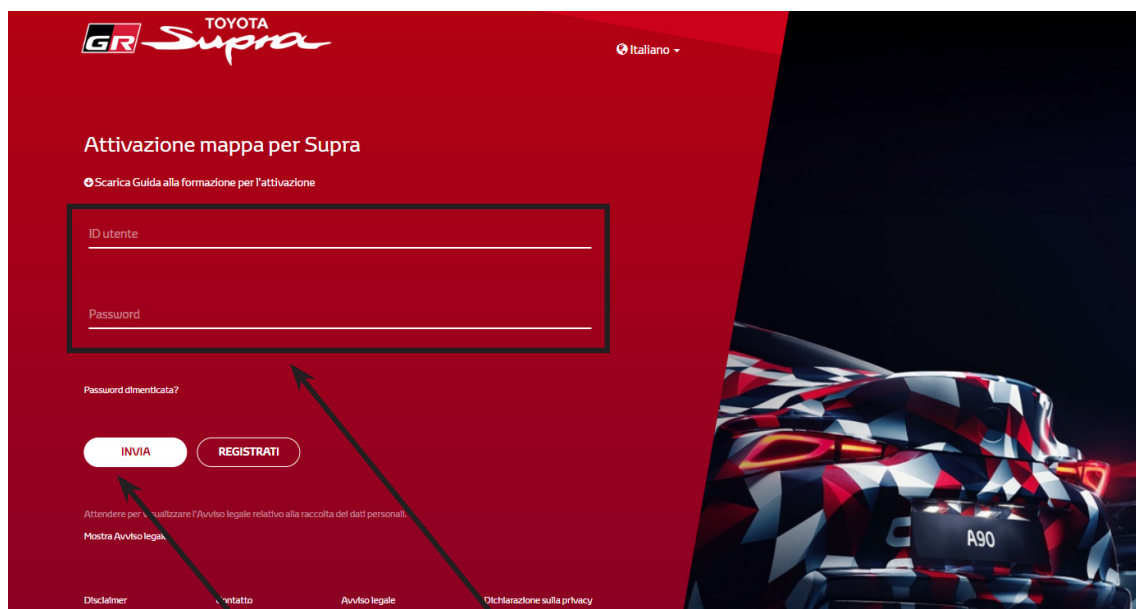 TOYOTA
GR Supra
Italiano
Attivazione mappa per Supra
Scarica Guida alla formazione per l'attivazione
ID utente
Password
Password dimenticata?
INVIA REGISTRATI
Attendere per visualizzare l'Avviso legale relativo alla raccolta dei dati personali.
Mostra Avviso legale
Disclaimer Contatto Avviso legale Dichiarazione sulla privacy
A90